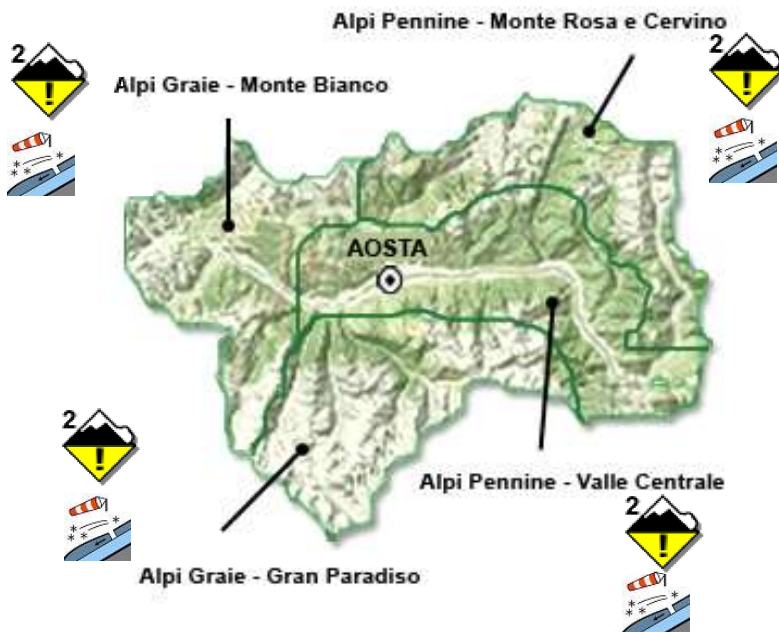 Alpi Pennine - Monte Rosa e Cervino
2
2
Alpi Graie - Monte Bianco
AOSTA
2
Alpi Pennine - Valle Centrale
2
Alpi Graie - Gran Paradiso